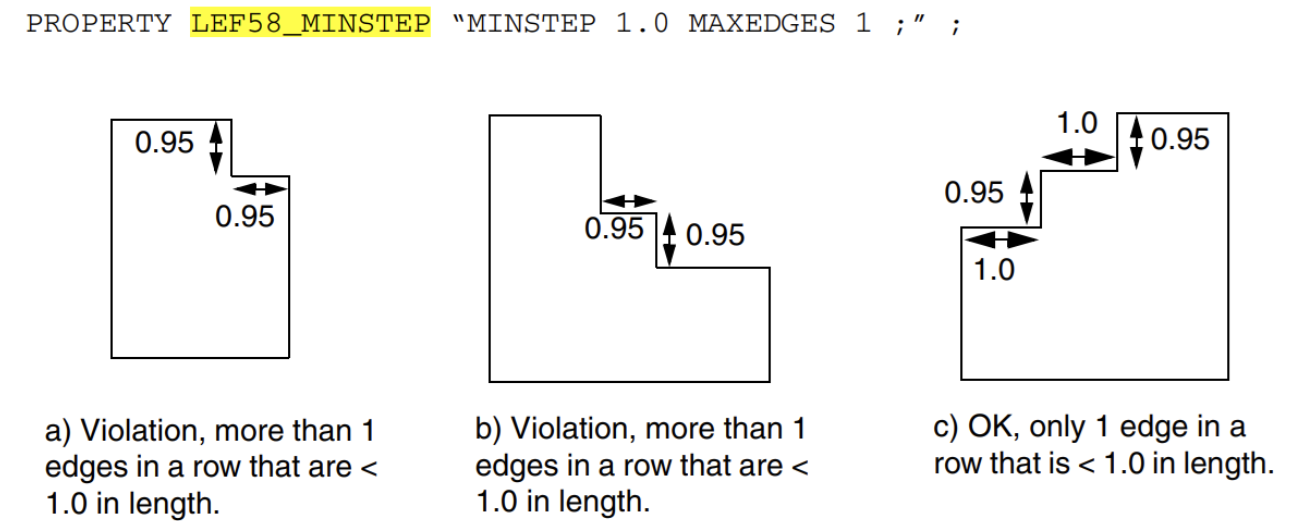 PROPERTY LEF58_MINSTEP “MINSTEP 1.0 MAXEDGES 1 ;” ;
0.95
0.95
0.95
0.95
1.0
0.95
0.95
1.0
a) Violation, more than 1
edges in a row that are <
1.0 in length.
b) Violation, more than 1
edges in a row that are <
1.0 in length.
c) OK, only 1 edge in a
row that is < 1.0 in length.